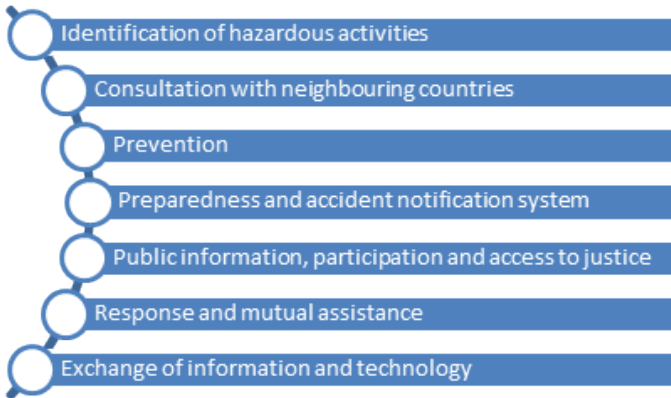 Identification of hazardous activities
Consultation with neighbouring countries
Prevention
Preparedness and accident notification system
Public information, participation and access to justice
Response and mutual assistance
Exchange of information and technology